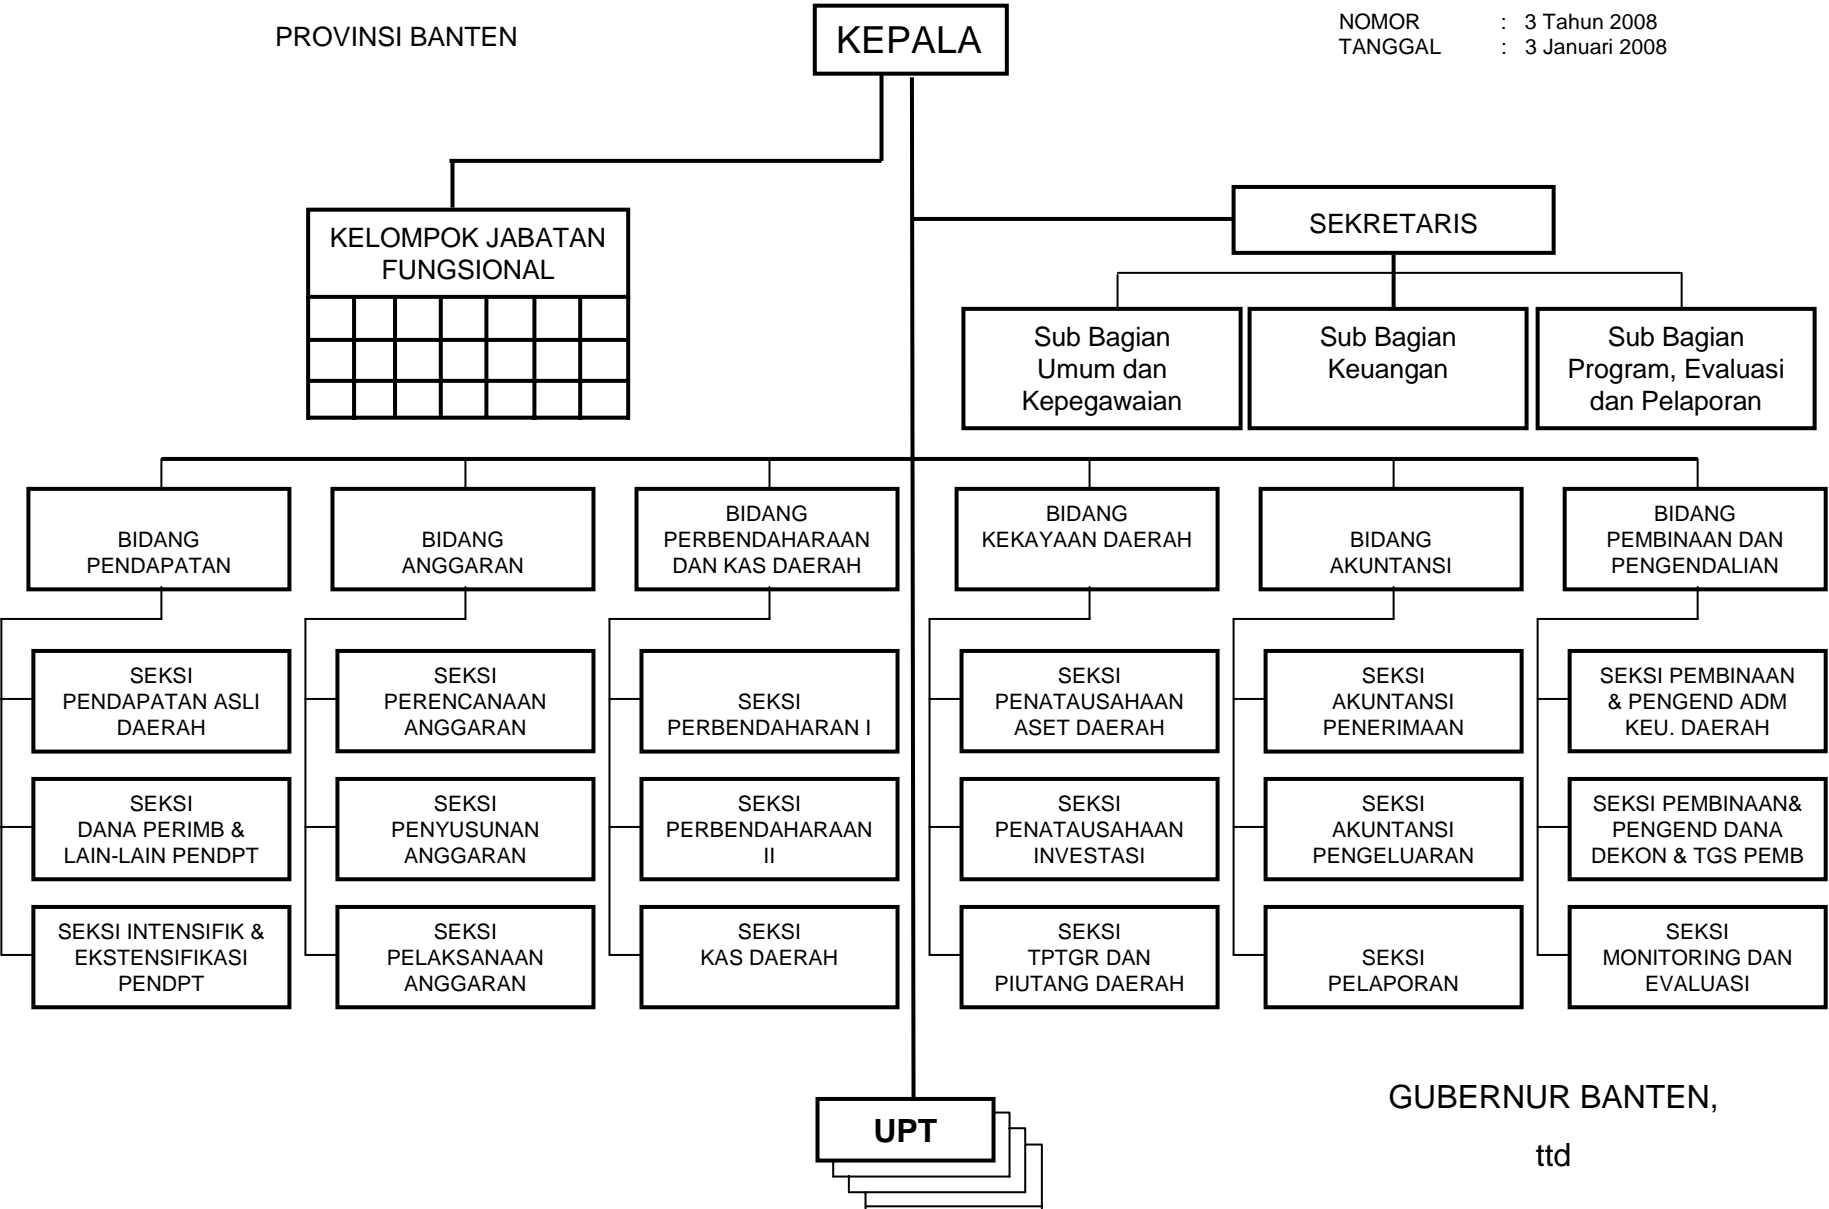 PROVINSI BANTEN
KEPALA
NOMOR : 3 Tahun 2008
TANGGAL : 3 Januari 2008
KELOMPOK JABATAN
FUNGSIONAL
SEKRETARIS
Sub Bagian
Umum dan
Kepegawaian
Sub Bagian
Keuangan
Sub Bagian
Program, Evaluasi
dan Pelaporan
BIDANG
PENDAPATAN
BIDANG
ANGGARAN
BIDANG
PERBENDAHARAAN
DAN KAS DAERAH
BIDANG
KEKAYAAN DAERAH
BIDANG
AKUNTANSI
BIDANG
PEMBINAAN DAN
PENGENDALIAN
SEKSI
PENDAPATAN ASLI
DAERAH
SEKSI
PERENCANAAN
ANGGARAN
SEKSI
PERBENDAHARAN I
SEKSI
PENATAUSAHAAN
ASET DAERAH
SEKSI
AKUNTANSI
PENERIMAAN
SEKSI PEMBINAAN
& PENGEND ADM
KEU. DAERAH
SEKSI
DANA PERIMB &
LAIN-LAIN PENDPT
SEKSI
PENYUSUNAN
ANGGARAN
SEKSI
PERBENDAHARAAN
II
SEKSI
PENATAUSAHAAN
INVESTASI
SEKSI
AKUNTANSI
PENGELUARAN
SEKSI PEMBINAAN&
PENGEND DANA
DEKON & TGS PEMB
SEKSI INTENSIFIK &
EKSTENSIFIKASI
PENDPT
SEKSI
PELAKSANAAN
ANGGARAN
SEKSI
KAS DAERAH
SEKSI
TPTGR DAN
PIUTANG DAERAH
SEKSI
PELAPORAN
SEKSI
MONITORING DAN
EVALUASI
UPT
GUBERNUR BANTEN,
ttd